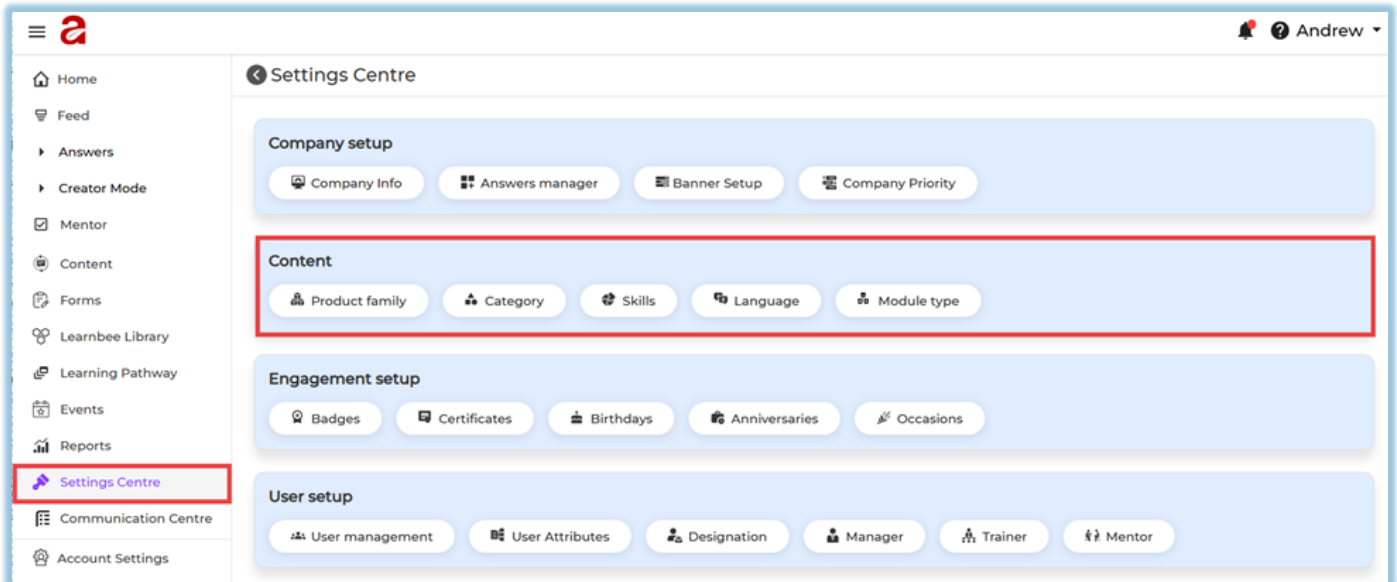 a
Andrew
Home
Feed
Answers
Creator Mode
Mentor
Content
Forms
Learnbee Library
Learning Pathway
Events
Reports
Settings Centre
Communication Centre
Account Settings
Settings Centre
Company setup
Company Info Answers manager Banner Setup Company Priority
Content
Product family Category Skills Language Module type
Engagement setup
Badges Certificates Birthdays Anniversaries Occasions
User setup
User management User Attributes Designation Manager Trainer Mentor